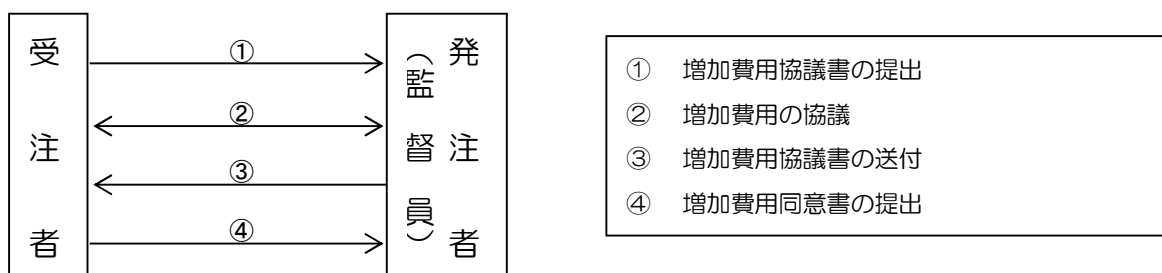 受注者
①
②
③
④
発注者
（監督員）
① 増加費用協議書の提出
② 増加費用の協議
③ 増加費用協議書の送付
④ 増加費用同意書の提出